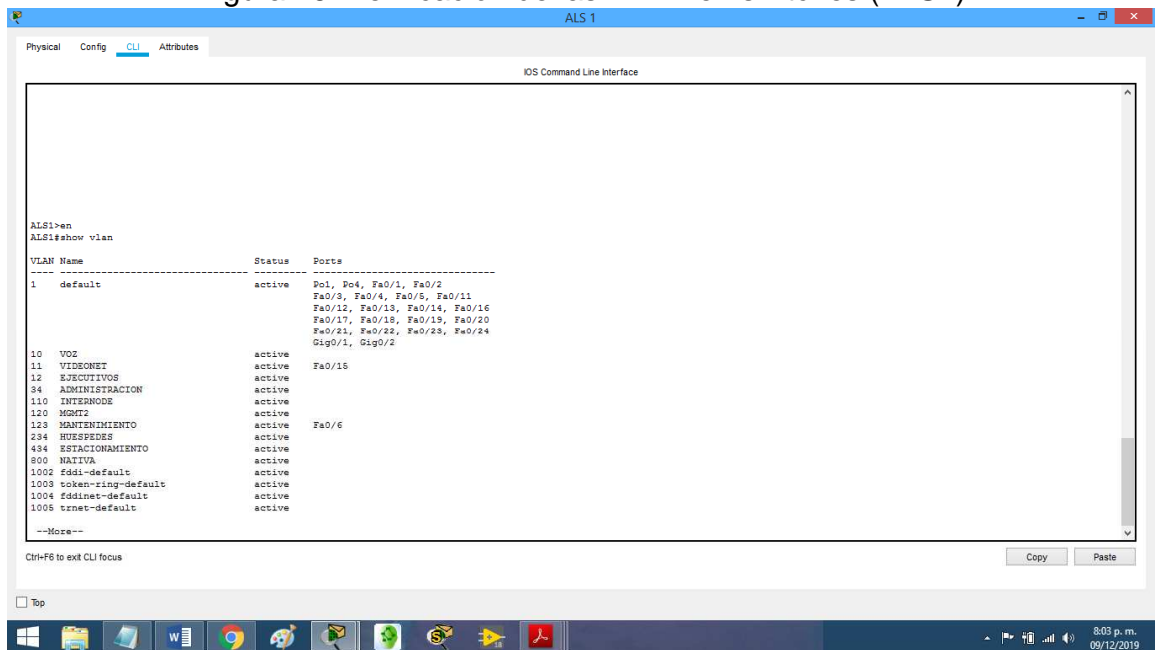 ALS 1
Physical Config CLI Attributes
IOS Command Line Interface
ALS1>en
ALS1#show vlan
VLAN Name Status Ports
---- -------------------------------- --------- -------------------------------
1 default active Po1, Po4, Fa0/1, Fa0/2
Fa0/3, Fa0/4, Fa0/5, Fa0/11
Fa0/12, Fa0/13, Fa0/14, Fa0/16
Fa0/17, Fa0/18, Fa0/19, Fa0/20
Fa0/21, Fa0/22, Fa0/23, Fa0/24
Gig0/1, Gig0/2
10 VOZ active
11 VIDEONET active Fa0/15
12 EJECUTIVOS active
34 ADMINISTRACION active
110 INTERNODE active
120 MGMT2 active
123 MANTENIMIENTO active Fa0/6
234 HUESPEDES active
434 ESTACIONAMIENTO active
800 NATIVA active
1002 fddi-default active
1003 token-ring-default active
1004 fddinet-default active
1005 trnet-default active
--More--
Ctrl+F6 to exit CLI focus
Copy Paste
Top
8:03 p. m.
09/12/2019